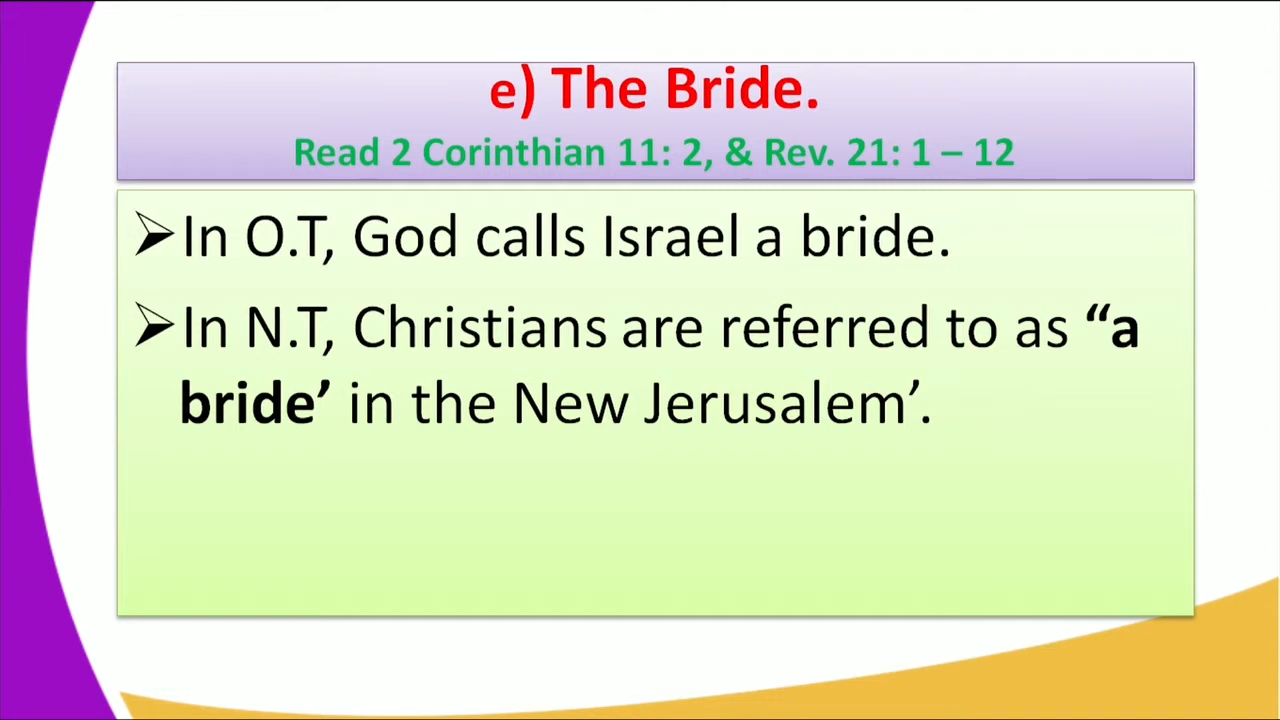 e) The Bride.
Read 2 Corinthian 11: 2, & Rev. 21: 1 – 12
➢In O.T, God calls Israel a bride.
➢In N.T, Christians are referred to as “a
bride’ in the New Jerusalem’.